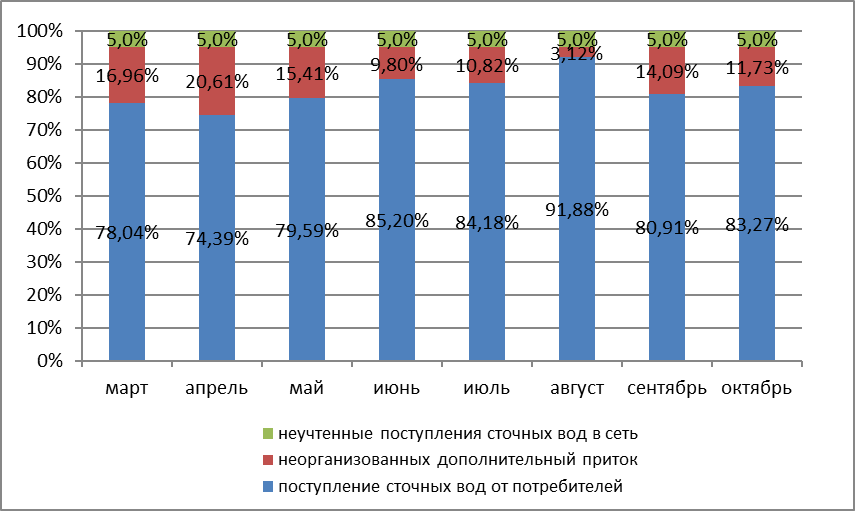 100%
90%
80%
70%
60%
50%
40%
30%
20%
10%
0%
5,0% 5,0% 5,0% 5,0% 5,0% 5,0% 5,0% 5,0%
16,96% 20,61% 15,41% 9,80% 10,82% 3,12% 14,09% 11,73%
78,04% 74,39% 79,59% 85,20% 84,18% 91,88% 80,91% 83,27%
март апрель май июнь июль август сентябрь октябрь
неучтенные поступления сточных вод в сеть
неорганизованных дополнительный приток
поступление сточных вод от потребителей